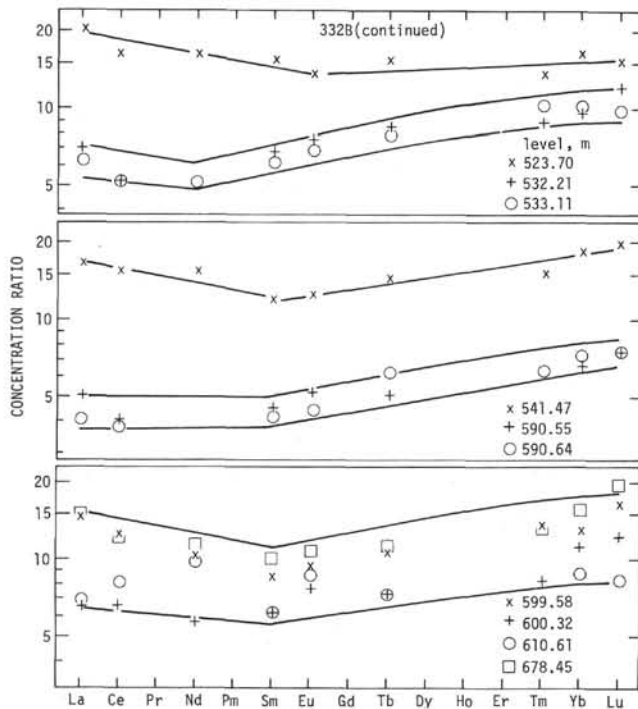 332B(continued)
20
15
10
5
level, m
x 523.70
+ 532.21
○ 533.11
20
15
10
5
x 541.47
+ 590.55
○ 590.64
20
15
10
5
x 599.58
+ 600.32
○ 610.61
□ 678.45
CONCENTRATION RATIO
La Ce Pr Nd Pm Sm Eu Gd Tb Dy Ho Er Tm Yb Lu